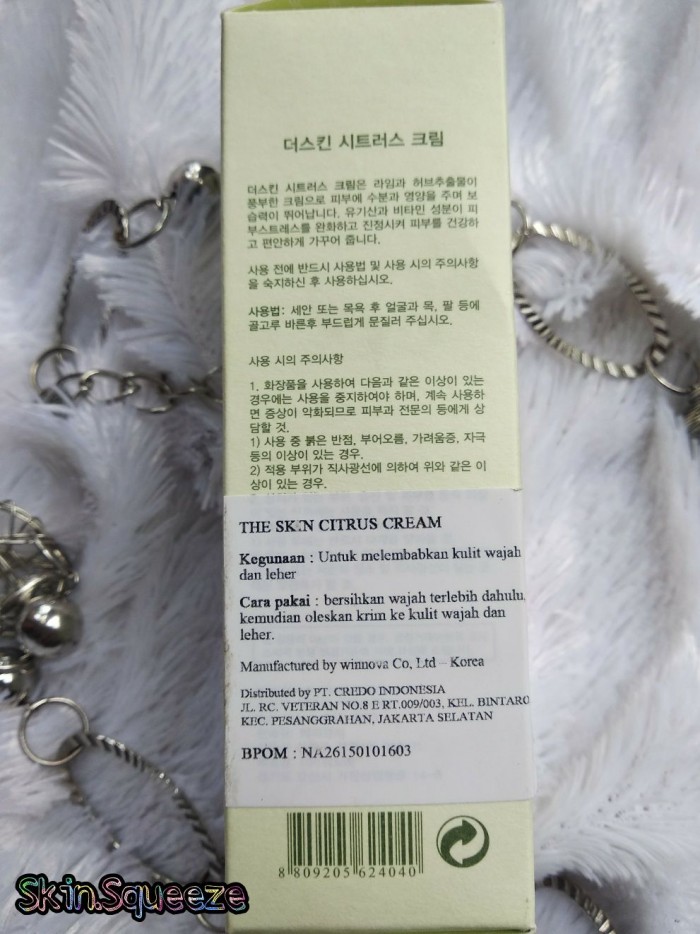 더스킨 시트러스 크림
더스킨 시트러스 크림은 라임과 허브추출물이
풍부한 크림으로 피부에 수분과 영양을 주며 보
습력이 뛰어납니다. 유기산과 비타민 성분이 피
부스트레스를 완화하고 진정시켜 피부를 건강하
고 편안하게 가꾸어 줍니다.
사용 전에 반드시 사용법 및 사용 시의 주의사항
을 숙지하신 후 사용하십시오.
사용법: 세안 또는 목욕 후 얼굴과 목, 팔 등에
골고루 바른후 부드럽게 문질러 주십시오.
사용 시의 주의사항
1. 화장품을 사용하여 다음과 같은 이상이 있는
경우에는 사용을 중지하여야 하며, 계속 사용하
면 증상이 악화되므로 피부과 전문의 등에게 상
담할 것.
1) 사용 중 붉은 반점, 부어오름, 가려움증, 자극
등의 이상이 있는 경우.
2) 적용 부위가 직사광선에 의하여 위와 같은 이
상이 있는 경우.
THE SKIN CITRUS CREAM
Kegunaan : Untuk melembabkan kulit wajah
dan leher
Cara pakai : bersihkan wajah terlebih dahulu,
kemudian oleskan krim ke kulit wajah dan
leher.
Manufactured by winnova Co, Ltd – Korea
Distributed by PT. CREDO INDONESIA
JL. RC. VETERAN NO.8 E RT.009/003, KEL. BINTARO
KEC. PESANGGRAHAN, JAKARTA SELATAN
BPOM : NA26150101603
8 809205 624040
Skin.Squeeze